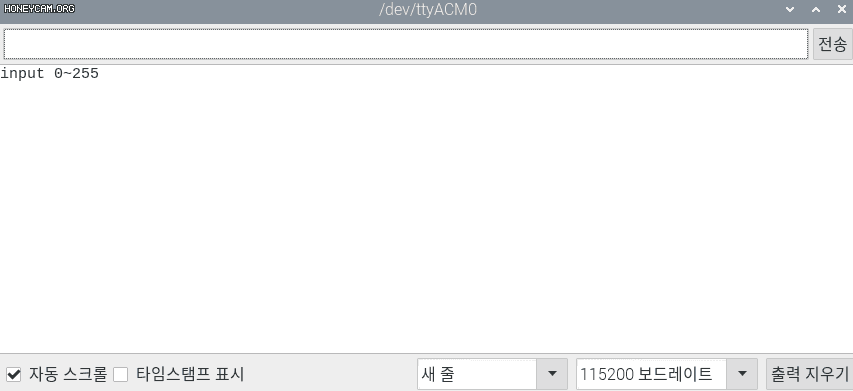 HONEYCAM.ORG
/dev/ttyACM0
전송
input 0~255
자동 스크롤
타임스탬프 표시
새 줄
115200 보드레이트
출력 지우기